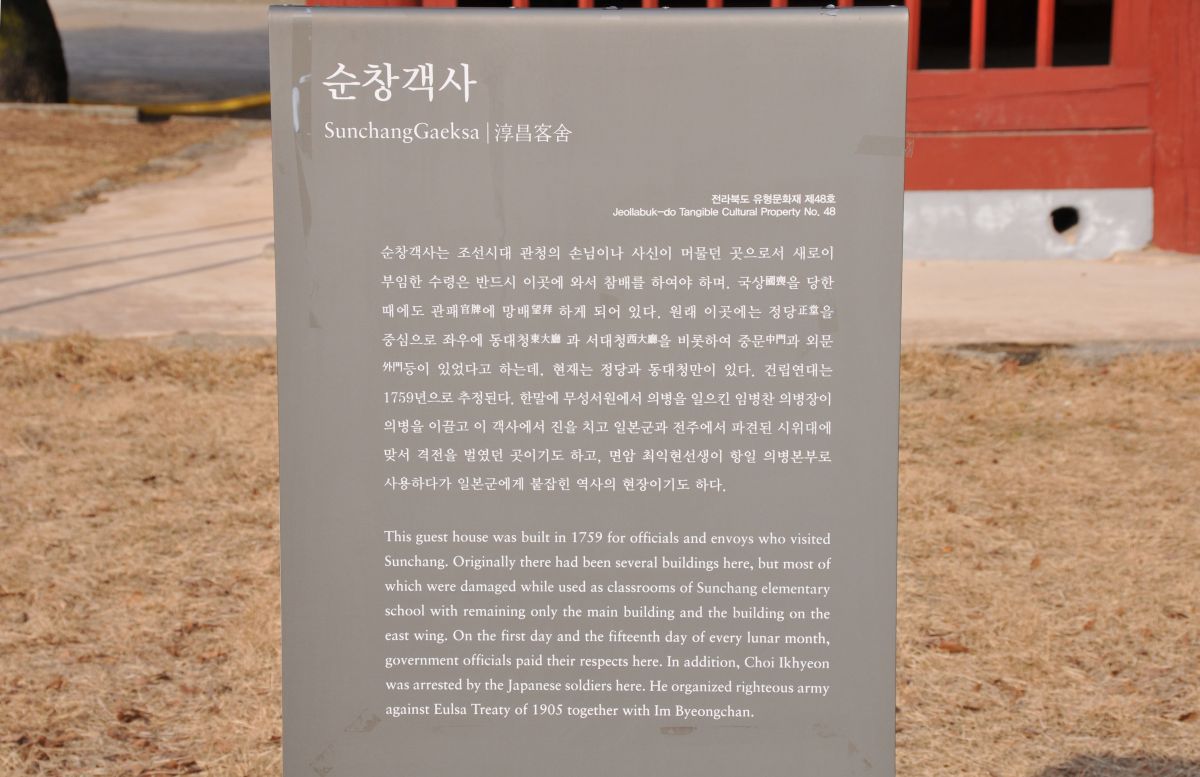 순창객사
SunchangGaeksa | 淳昌客舍
전라북도 유형문화재 제48호
Jeollabuk-do Tangible Cultural Property No. 48
순창객사는 조선시대 관청의 손님이나 사신이 머물던 곳으로서 새로이
부임한 수령은 반드시 이곳에 와서 참배를 하여야 하며. 국상國喪을 당한
때에도 관패官牌에 망배望拜 하게 되어 있다. 원래 이곳에는 정당正堂을
중심으로 좌우에 동대청東大廳 과 서대청西大廳을 비롯하여 중문中門과 외문
外門등이 있었다고 하는데. 현재는 정당과 동대청만이 있다. 건립연대는
1759년으로 추정된다. 한말에 무성서원에서 의병을 일으킨 임병찬 의병장이
의병을 이끌고 이 객사에서 진을 치고 일본군과 전주에서 파견된 시위대에
맞서 격전을 벌였던 곳이기도 하고, 면암 최익현선생이 항일 의병본부로
사용하다가 일본군에게 붙잡힌 역사의 현장이기도 하다.
This guest house was built in 1759 for officials and envoys who visited
Sunchang. Originally there had been several buildings here, but most of
which were damaged while used as classrooms of Sunchang elementary
school with remaining only the main building and the building on the
east wing. On the first day and the fifteenth day of every lunar month,
government officials paid their respects here. In addition, Choi Ikhyeon
was arrested by the Japanese soldiers here. He organized righteous army
against Eulsa Treaty of 1905 together with Im Byeongchan.